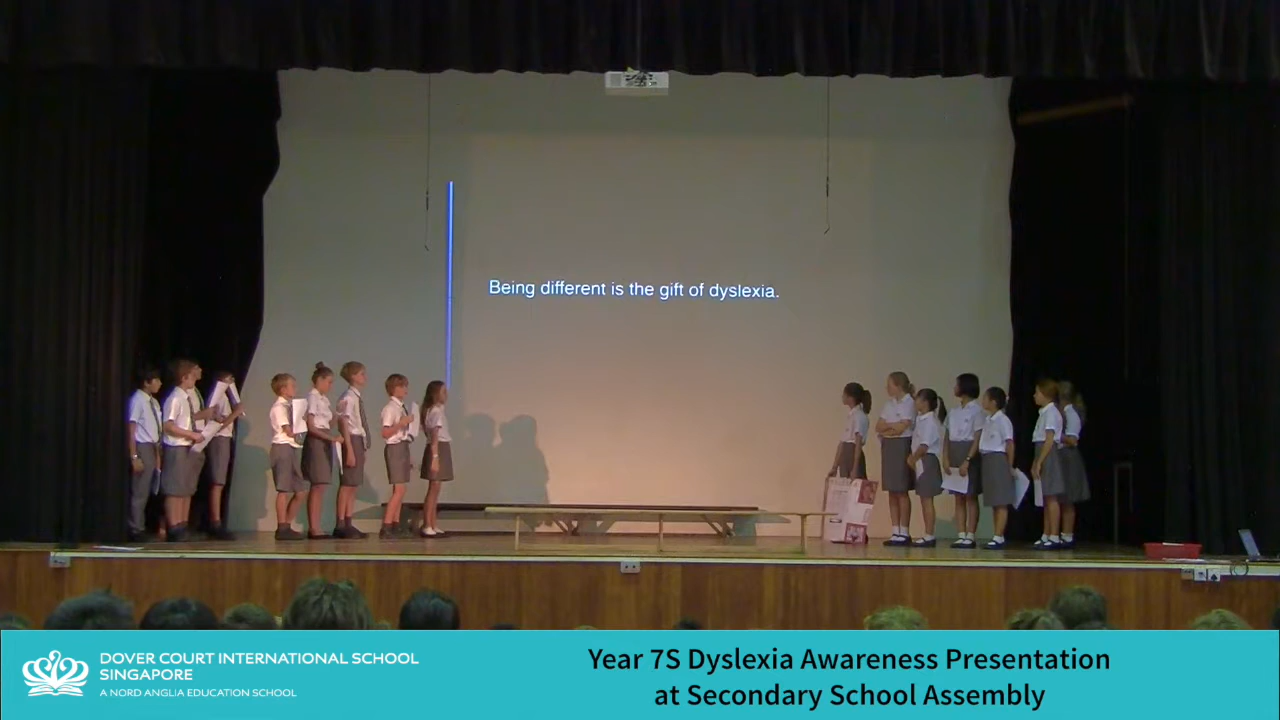 Being different is the gift of dyslexia.
DOVER COURT INTERNATIONAL SCHOOL
SINGAPORE
A NORD ANGLIA EDUCATION SCHOOL
Year 7S Dyslexia Awareness Presentation
at Secondary School Assembly